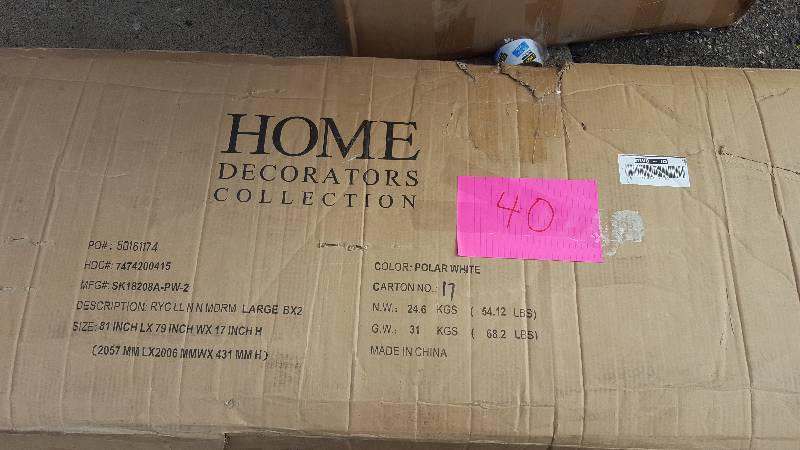 HOME
DECORATORS
COLLECTION
40
PO#: 50161174
HDC#: 7474200415
MFG#: SK18208A-PW-2
DESCRIPTION: RYC LL N N MDRM LARGE BX2
SIZE: 81 INCH LX 79 INCH WX 17 INCH H
(2057 MM LX2006 MMWX 431 MM H)
COLOR: POLAR WHITE
CARTON NO.: 17
N.W.: 24.6 KGS ( 54.12 LBS)
G.W.: 31 KGS ( 68.2 LBS)
MADE IN CHINA